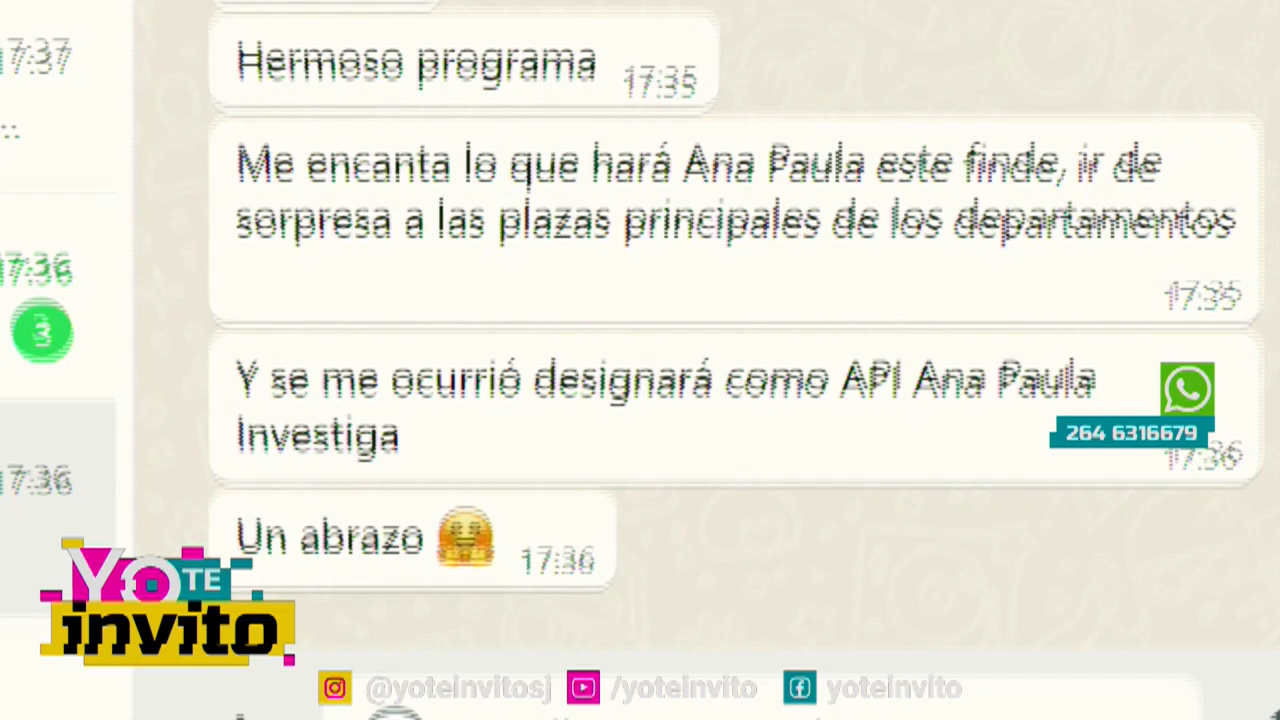 17:37
Hermoso programa 17:35
Me encanta lo que hará Ana Paula este finde, ir de
sorpresa a las plazas principales de los departamentos
17:35
17:36
3
Y se me ocurrió designará como API Ana Paula
Investiga
264 6316679
17:36
17:36
Un abrazo 17:36
Yo TE
invito
@yoteinvitosj /yoteinvito yoteinvito